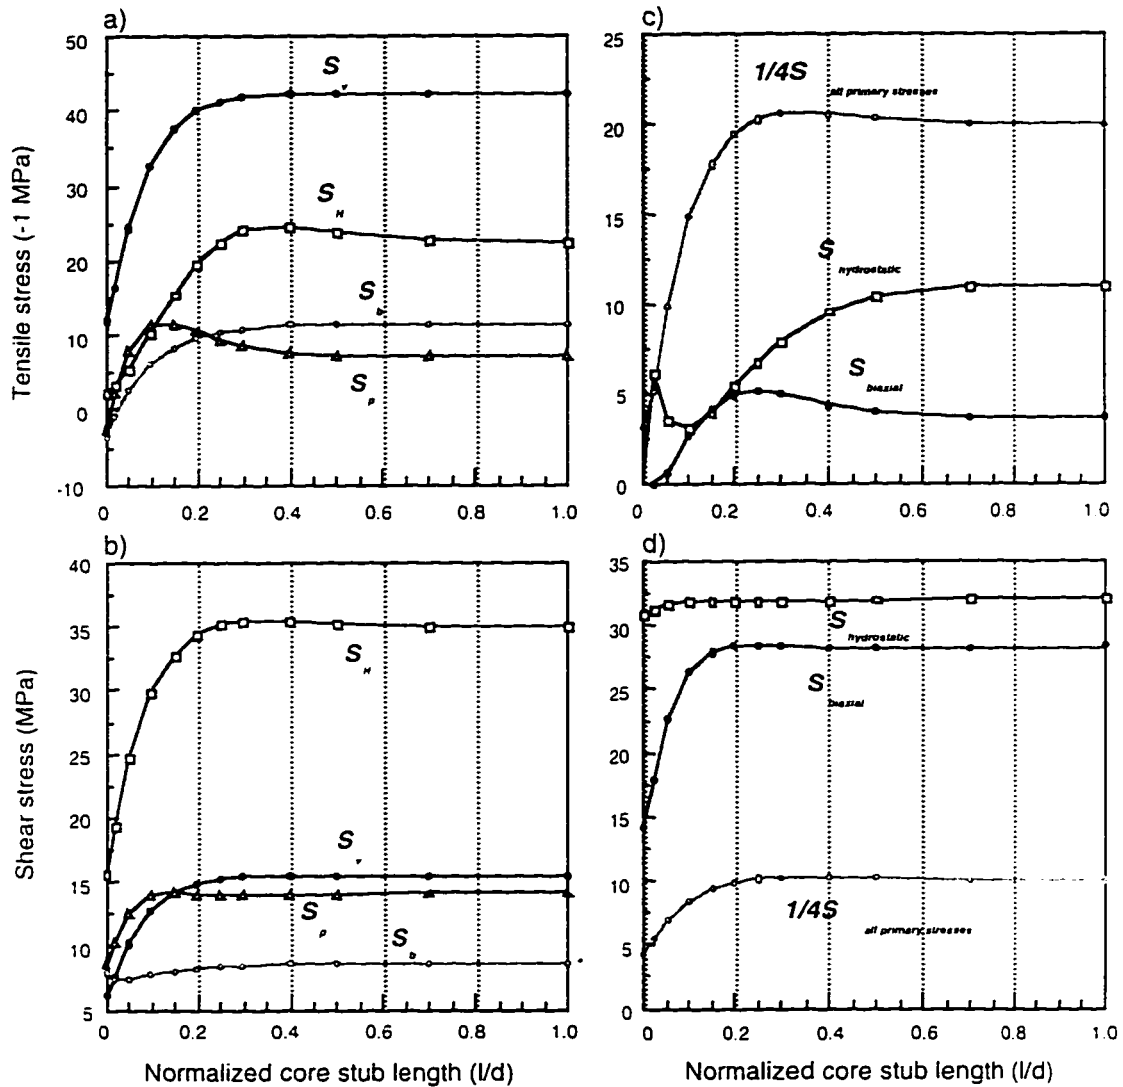 a)
50
40
30
20
10
0
-10
Tensile stress (-1 MPa)
S v
S H
S b
S p
0 0.2 0.4 0.6 0.8 1.0
c)
25
20
15
10
5
0
1/4S all primary stresses
S hydrostatic
S biaxial
0 0.2 0.4 0.6 0.8 1.0
b)
40
35
30
25
20
15
10
5
Shear stress (MPa)
S H
S v
S p
S b
0 0.2 0.4 0.6 0.8 1.0
Normalized core stub length (l/d)
d)
35
30
25
20
15
10
5
0
S hydrostatic
S biaxial
1/4S all primary stresses
0 0.2 0.4 0.6 0.8 1.0
Normalized core stub length (l/d)